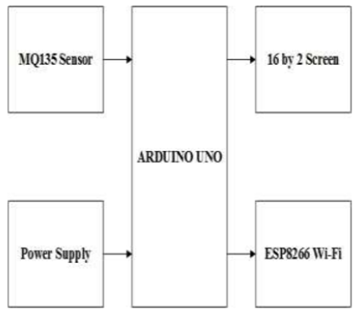 MQ135 Sensor
16 by 2 Screen
ARDUINO UNO
Power Supply
ESP8266 Wi-Fi